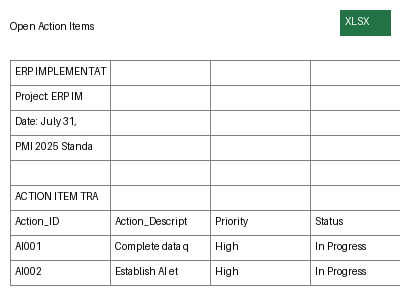 Open Action Items
XLSX
ERP IMPLEMENTAT
Project: ERP IM
Date: July 31,
PMI 2025 Standa
ACTION ITEM TRA
Action_ID Action_Descript Priority Status
AI001 Complete data q High In Progress
AI002 Establish AI et High In Progress